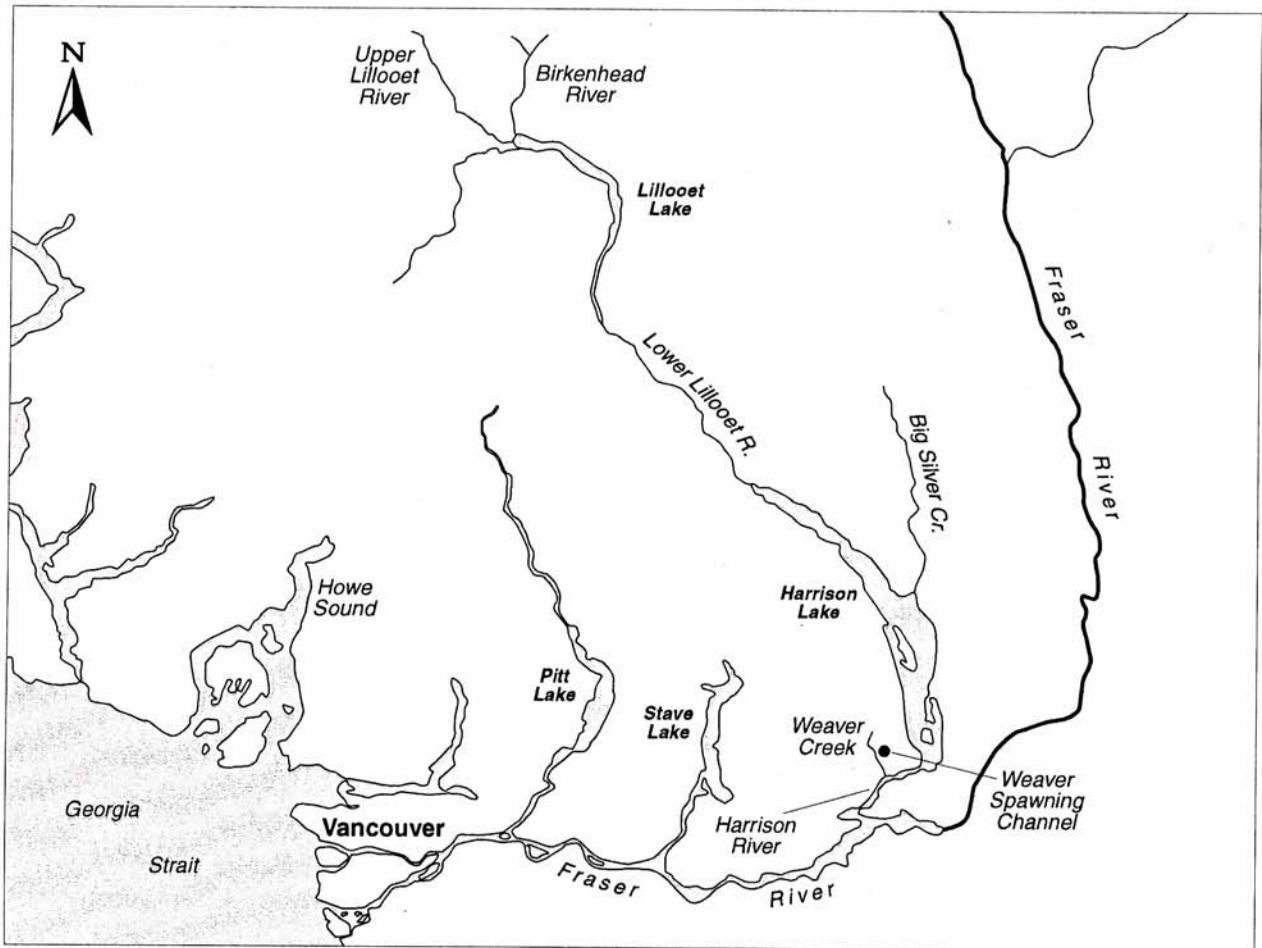 N
Upper
Lillooet
River
Birkenhead
River
Lillooet
Lake
Fraser
River
Lower Lillooet R.
Big Silver Cr.
Howe
Sound
Harrison
Lake
Pitt
Lake
Stave
Lake
Weaver
Creek
Weaver
Spawning
Channel
Georgia
Strait
Vancouver
Harrison
River
Fraser
River